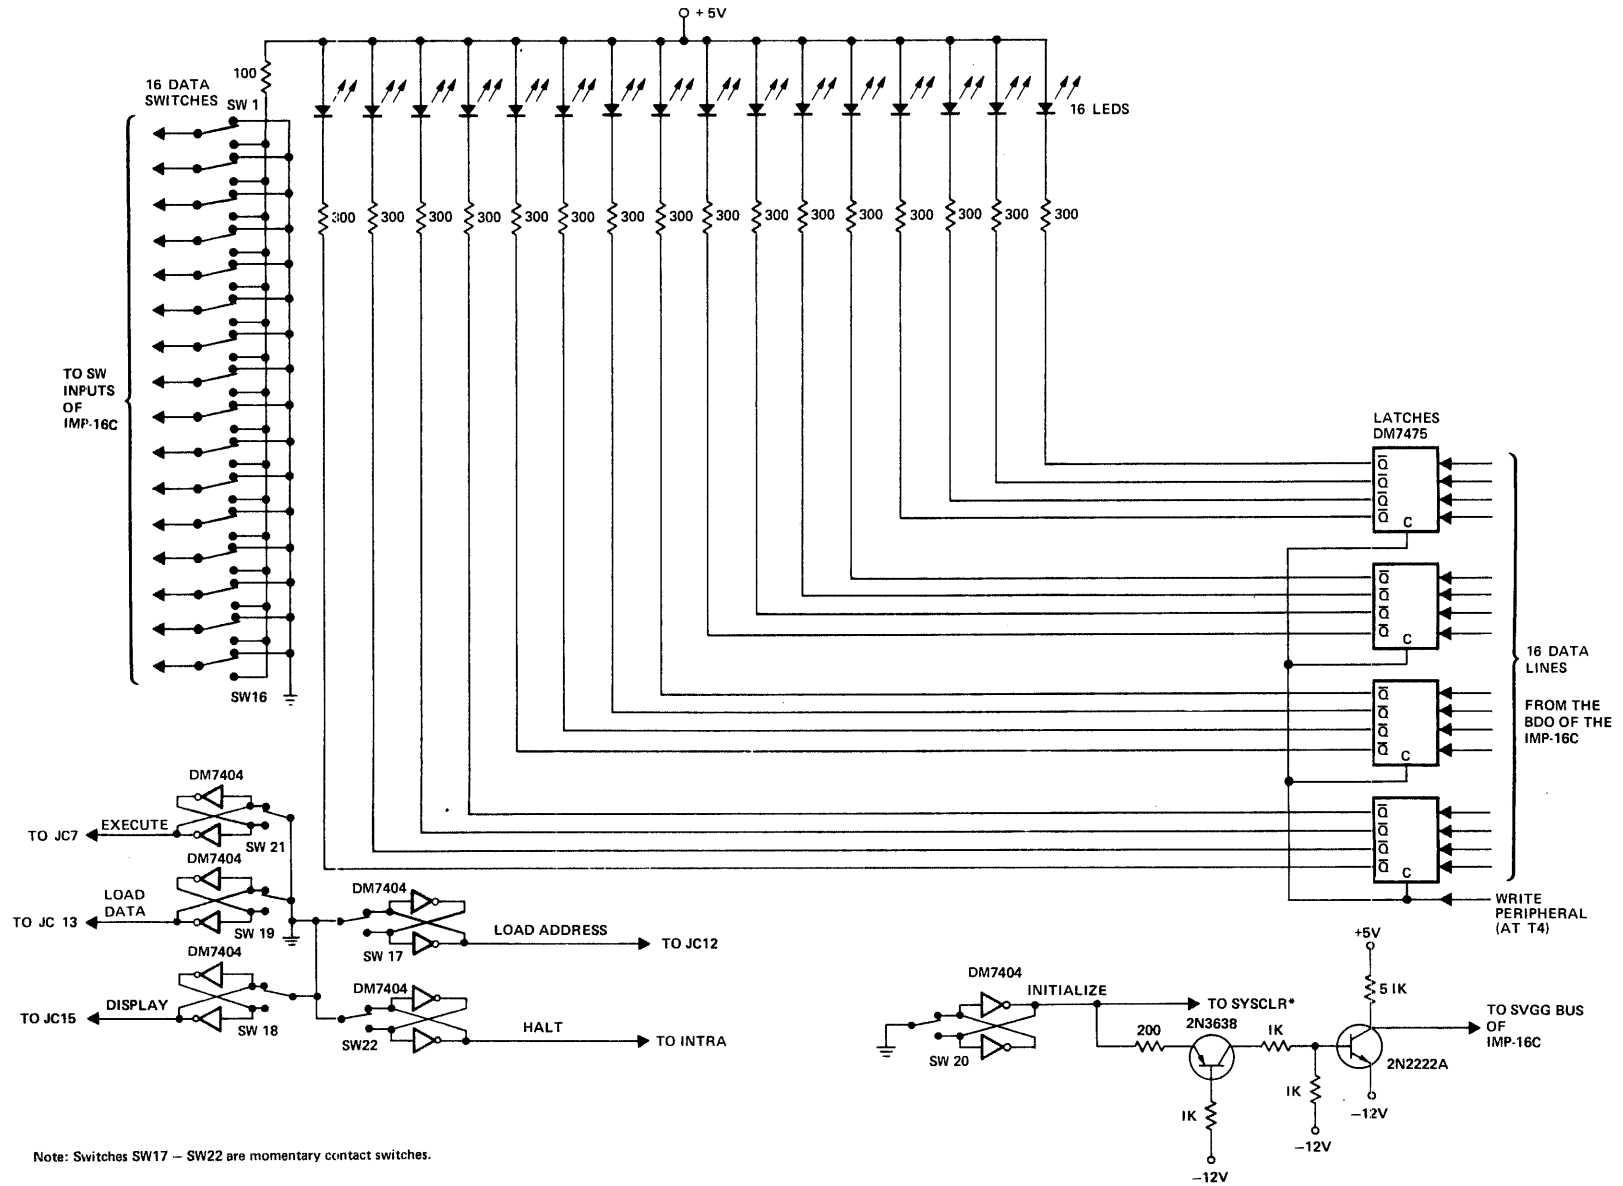 + 5V
100
16 DATA
SWITCHES
SW 1
16 LEDS
300 300 300 300 300 300 300 300 300 300 300 300 300 300 300 300
TO SW
INPUTS
OF
IMP-16C
SW16
LATCHES
DM7475
Q̅
Q̅
Q̅
Q̅ C
Q̅
Q̅
Q̅
Q̅ C
Q̅
Q̅
Q̅
Q̅ C
Q̅
Q̅
Q̅
Q̅ C
16 DATA
LINES
FROM THE
BDO OF THE
IMP-16C
WRITE
PERIPHERAL
(AT T4)
DM7404
TO JC7
EXECUTE
SW 21
DM7404
LOAD
DATA
TO JC 13
SW 19
DM7404
DISPLAY
TO JC15
SW 18
DM7404
SW 17
LOAD ADDRESS
TO JC12
DM7404
SW22
HALT
TO INTRA
DM7404
SW 20
INITIALIZE
TO SYSCLR*
200
2N3638
1K
1K
–12V
1K
–12V
+5V
5 1K
2N2222A
–12V
TO SVGG BUS
OF
IMP-16C
Note: Switches SW17 – SW22 are momentary contact switches.